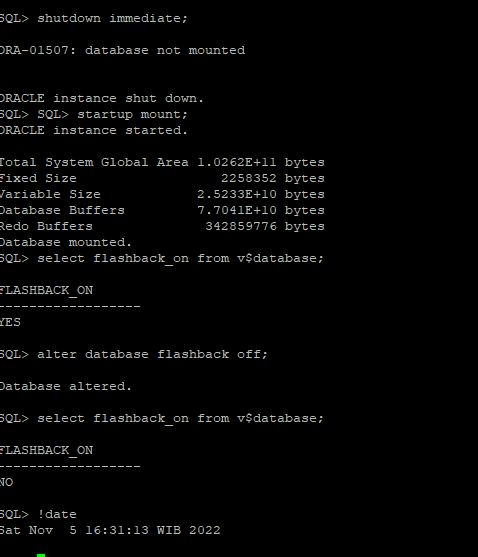 SQL> shutdown immediate;
ORA-01507: database not mounted
ORACLE instance shut down.
SQL> SQL> startup mount;
ORACLE instance started.
Total System Global Area 1.0262E+11 bytes
Fixed Size 2258352 bytes
Variable Size 2.5233E+10 bytes
Database Buffers 7.7041E+10 bytes
Redo Buffers 342859776 bytes
Database mounted.
SQL> select flashback_on from v$database;
FLASHBACK_ON
------------------
YES
SQL> alter database flashback off;
Database altered.
SQL> select flashback_on from v$database;
FLASHBACK_ON
------------------
NO
SQL> !date
Sat Nov  5 16:31:13 WIB 2022